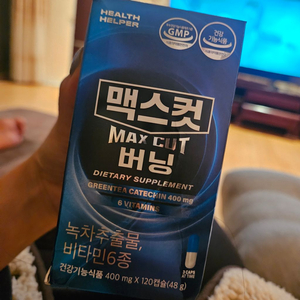 HEALTH
HELPER
GMP
건강
기능식품
맥스컷
MAX CUT
버닝
DIETARY SUPPLEMENT
GREENTEA CATECHIN 400 mg
6 VITAMINS
녹차추출물,
비타민6종
건강기능식품 400 mg X 120캡슐(48 g)